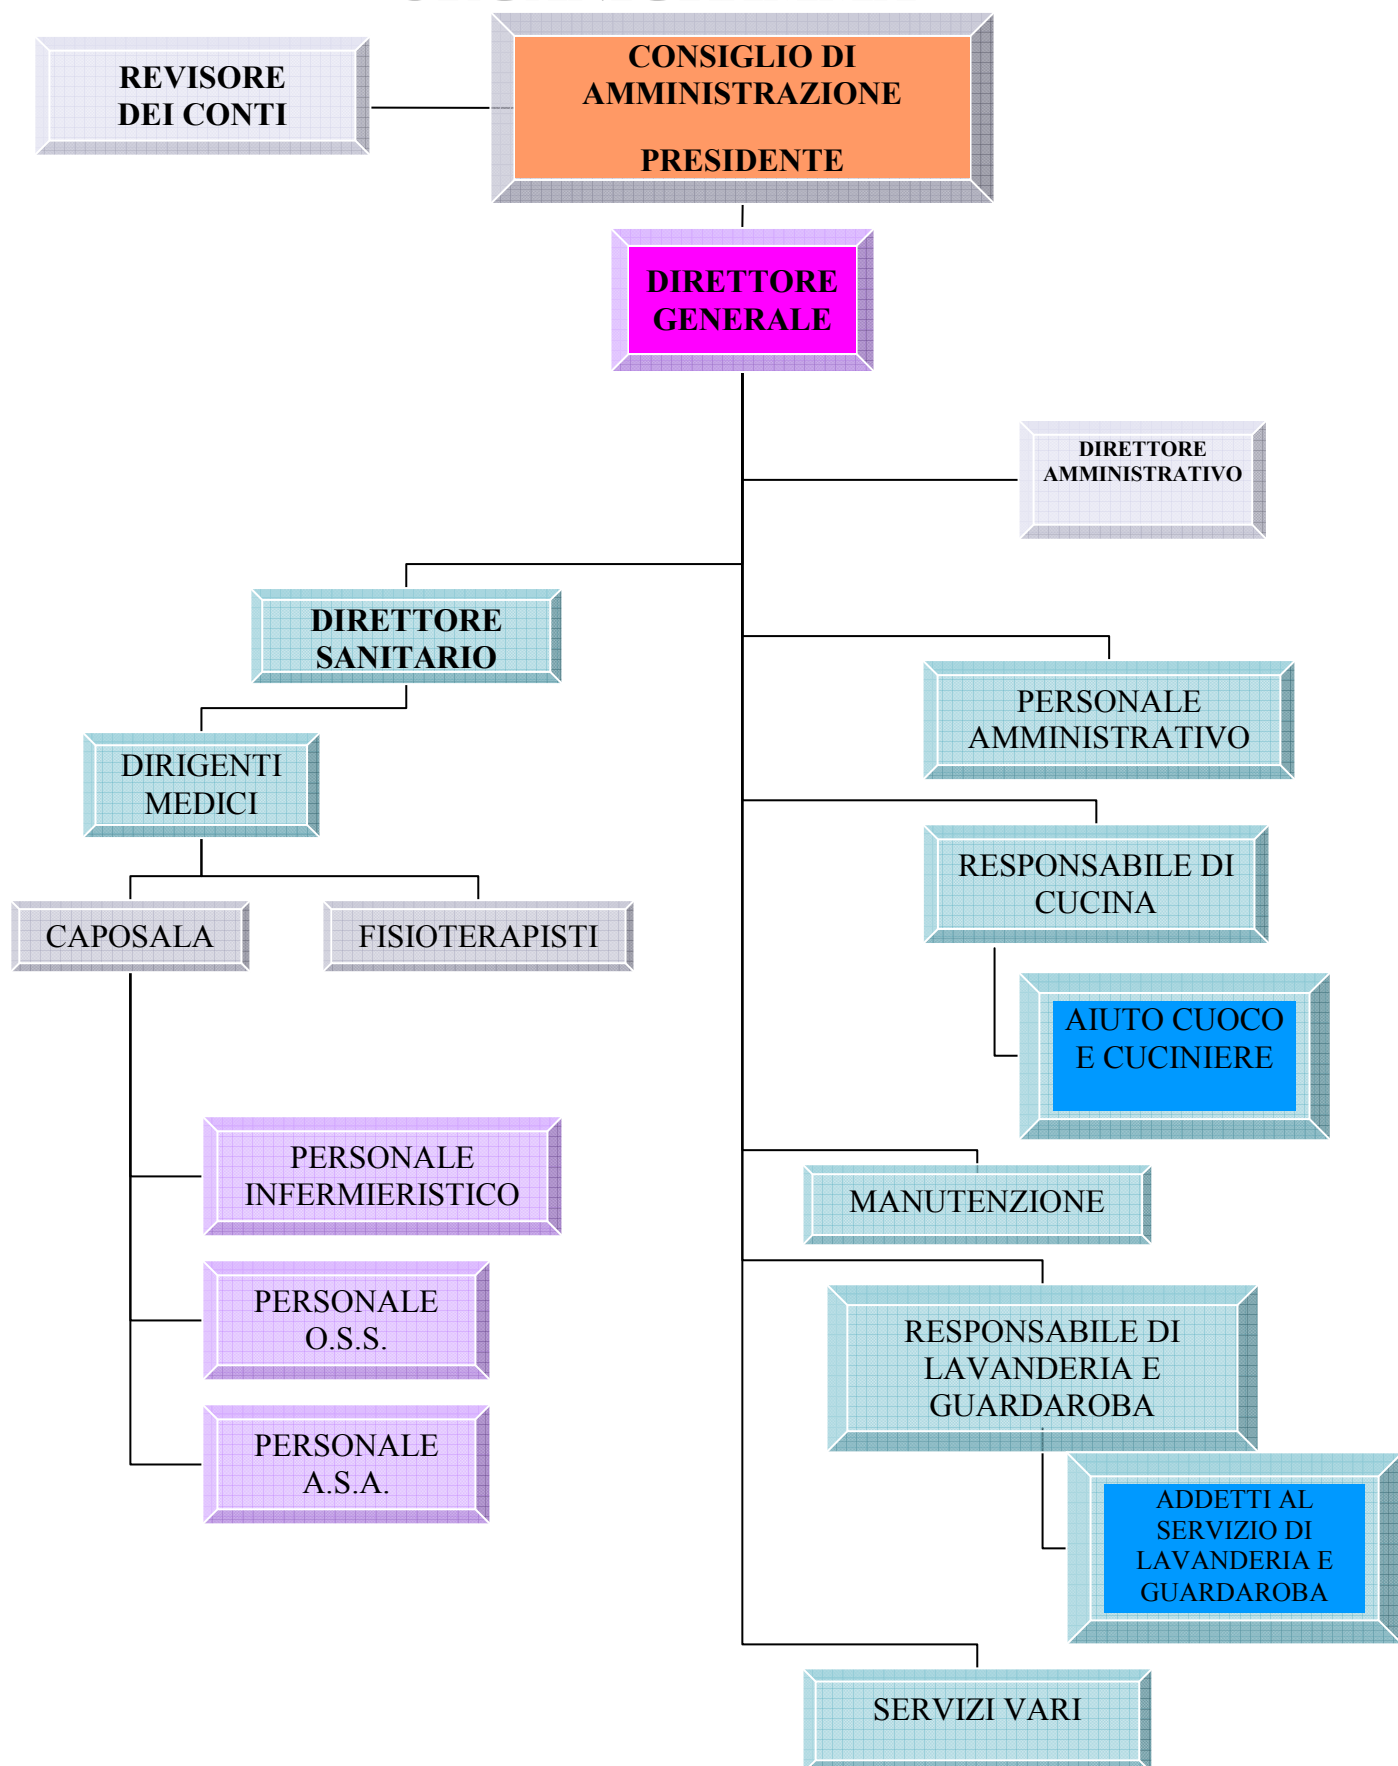 REVISORE
DEI CONTI
CONSIGLIO DI
AMMINISTRAZIONE
PRESIDENTE
DIRETTORE
GENERALE
DIRETTORE
AMMINISTRATIVO
DIRETTORE
SANITARIO
PERSONALE
AMMINISTRATIVO
DIRIGENTI
MEDICI
RESPONSABILE DI
CUCINA
CAPOSALA
FISIOTERAPISTI
AIUTO CUOCO
E CUCINIERE
PERSONALE
INFERMIERISTICO
MANUTENZIONE
PERSONALE
O.S.S.
RESPONSABILE DI
LAVANDERIA E
GUARDAROBA
PERSONALE
A.S.A.
ADDETTI AL
SERVIZIO DI
LAVANDERIA E
GUARDAROBA
SERVIZI VARI